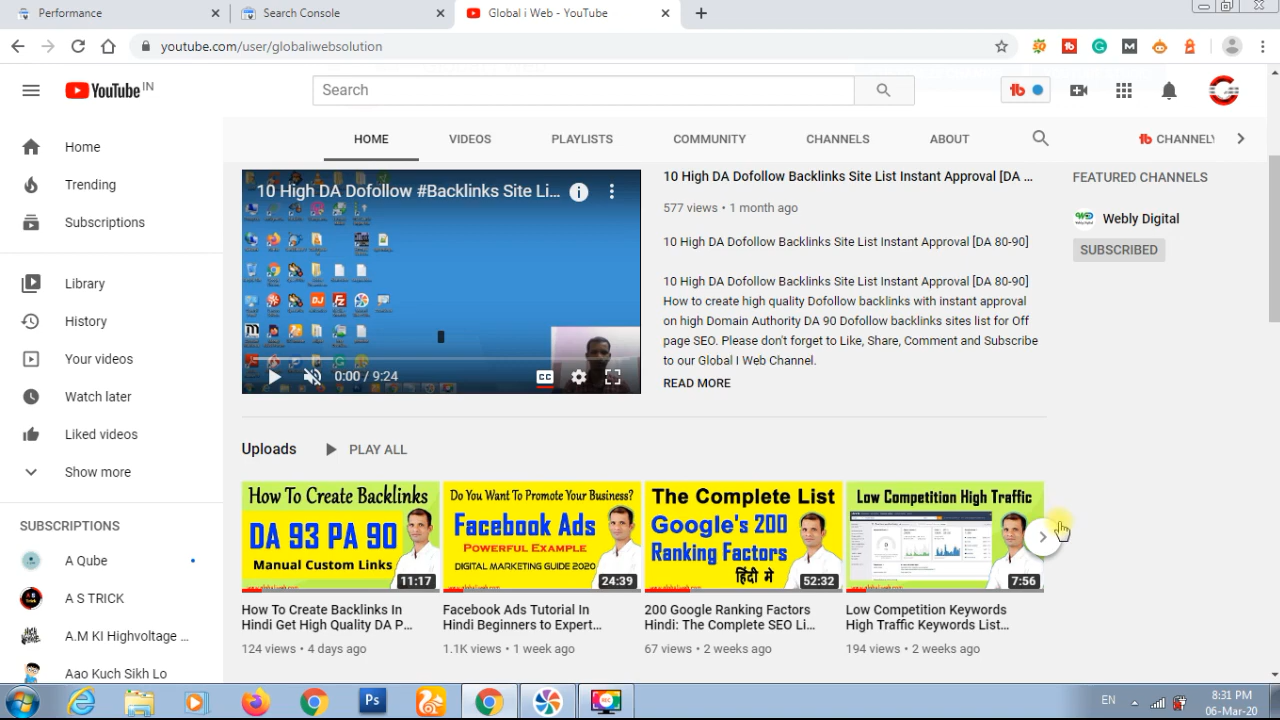 Performance
Search Console
Global i Web - YouTube
youtube.com/user/globaliwebsolution
YouTube IN
Search
Home
Trending
Subscriptions
Library
History
Your videos
Watch later
Liked videos
Show more
SUBSCRIPTIONS
A Qube
A S TRICK
A.M KI Highvoltage ...
Aao Kuch Sikh Lo
HOME VIDEOS PLAYLISTS COMMUNITY CHANNELS ABOUT CHANNELY
10 High DA Dofollow #Backlinks Site Li...
0:00 / 9:24
CC
10 High DA Dofollow Backlinks Site List Instant Approval [DA ...
577 views • 1 month ago
10 High DA Dofollow Backlinks Site List Instant Approval [DA 80-90]
10 High DA Dofollow Backlinks Site List Instant Approval [DA 80-90]
How to create high quality Dofollow backlinks with instant approval
on high Domain Authority DA 90 Dofollow backlinks sites list for Off
page SEO. Please don't forget to Like, Share, Comment and Subscribe
to our Global I Web Channel.
READ MORE
FEATURED CHANNELS
Webly Digital
SUBSCRIBED
Uploads PLAY ALL
How To Create Backlinks
DA 93 PA 90
Manual Custom Links
11:17
How To Create Backlinks In
Hindi Get High Quality DA P...
124 views • 4 days ago
Do You Want To Promote Your Business?
Facebook Ads
POWERFUL EXAMPLE
DIGITAL MARKETING GUIDE 2020
24:39
Facebook Ads Tutorial In
Hindi Beginners to Expert...
1.1K views • 1 week ago
The Complete List
Google's 200
Ranking Factors
हिंदी मे
52:32
200 Google Ranking Factors
Hindi: The Complete SEO Li...
67 views • 2 weeks ago
Low Competition High Traffic
7:56
Low Competition Keywords
High Traffic Keywords List...
194 views • 2 weeks ago
EN
8:31 PM
06-Mar-20